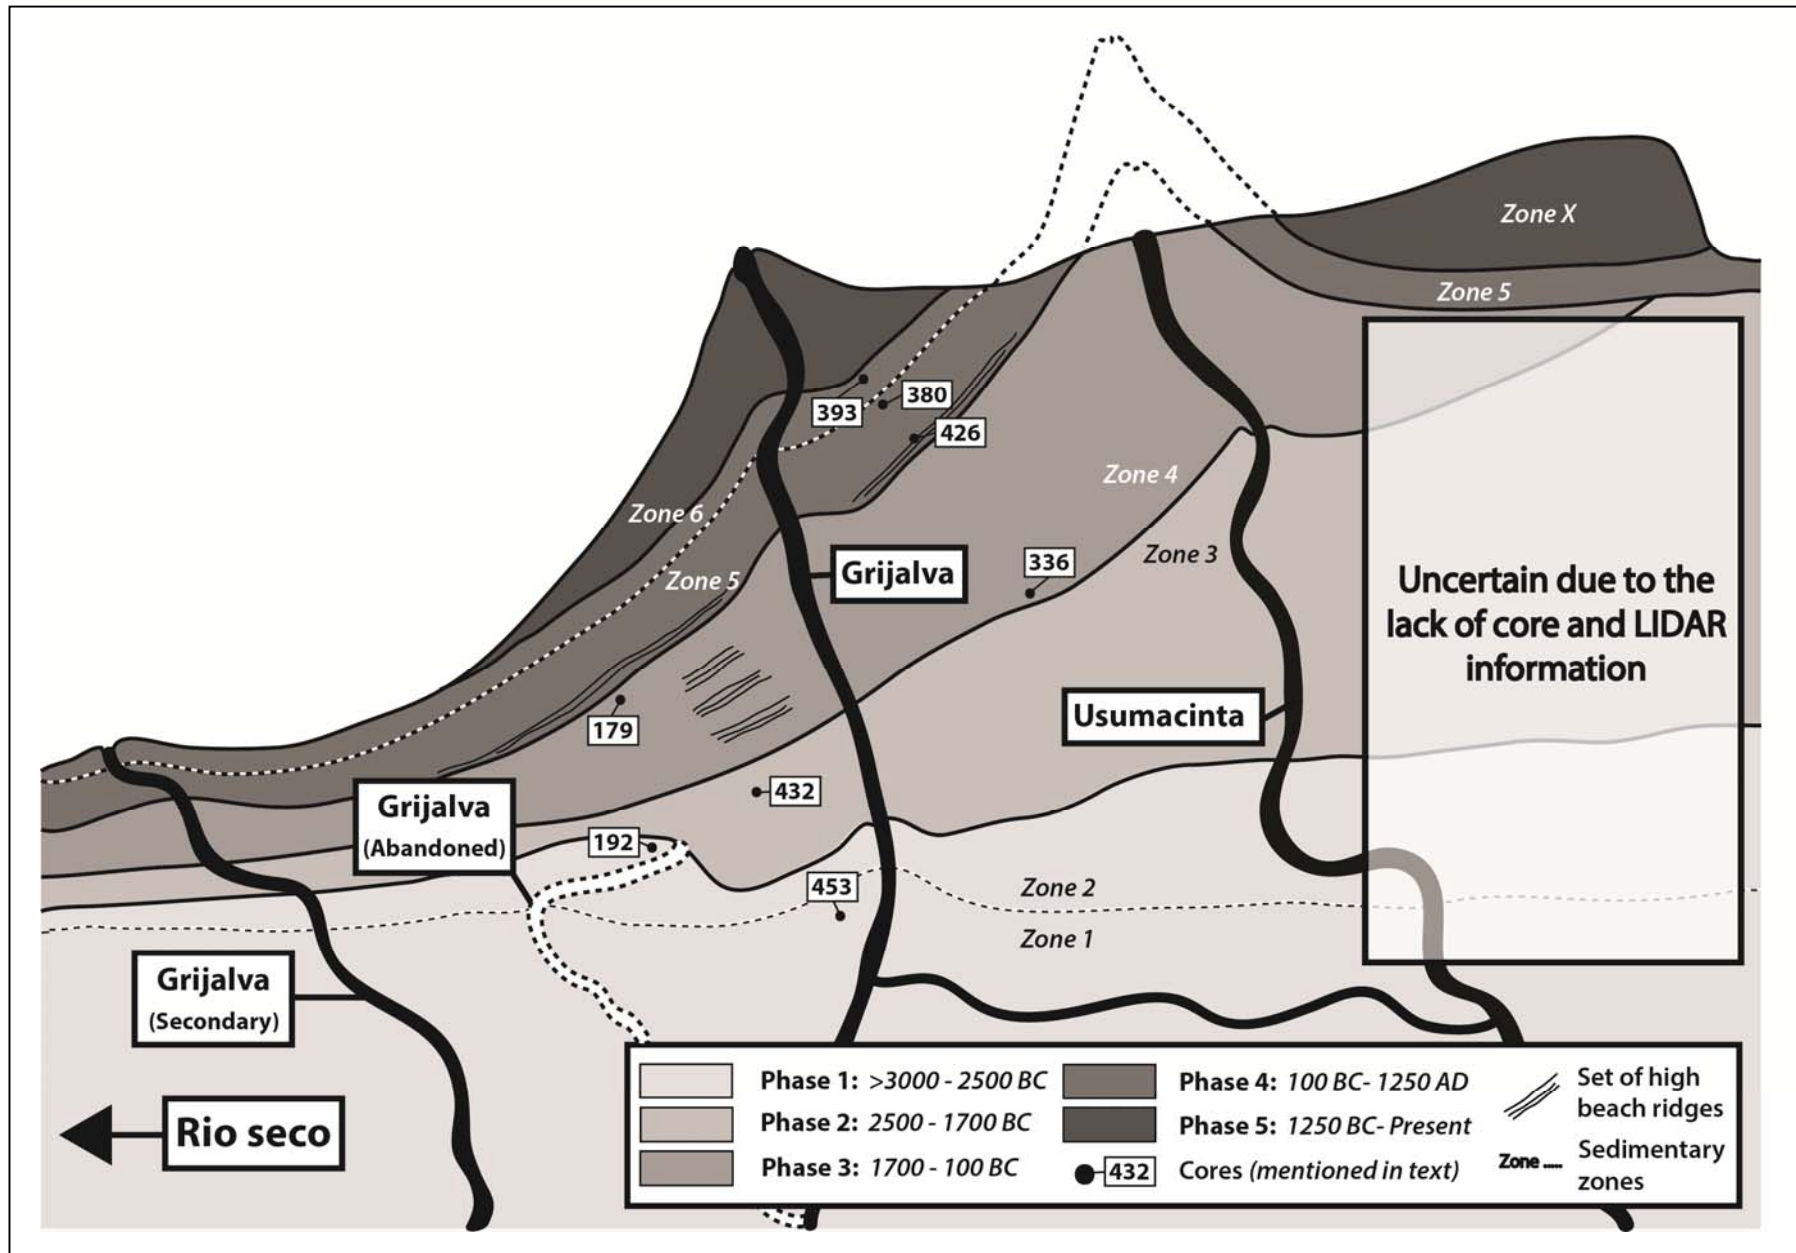 Zone X
Zone 5
393
380
426
Zone 4
Zone 6
Zone 3
336
Grijalva
Zone 5
Uncertain due to the
lack of core and LIDAR
information
Usumacinta
179
432
Grijalva
(Abandoned)
192
453
Zone 2
Zone 1
Grijalva
(Secondary)
Rio seco
Phase 1: >3000 - 2500 BC
Phase 2: 2500 - 1700 BC
Phase 3: 1700 - 100 BC
Phase 4: 100 BC- 1250 AD
Phase 5: 1250 BC- Present
432 Cores (mentioned in text)
Set of high
beach ridges
Zone ..... Sedimentary
zones